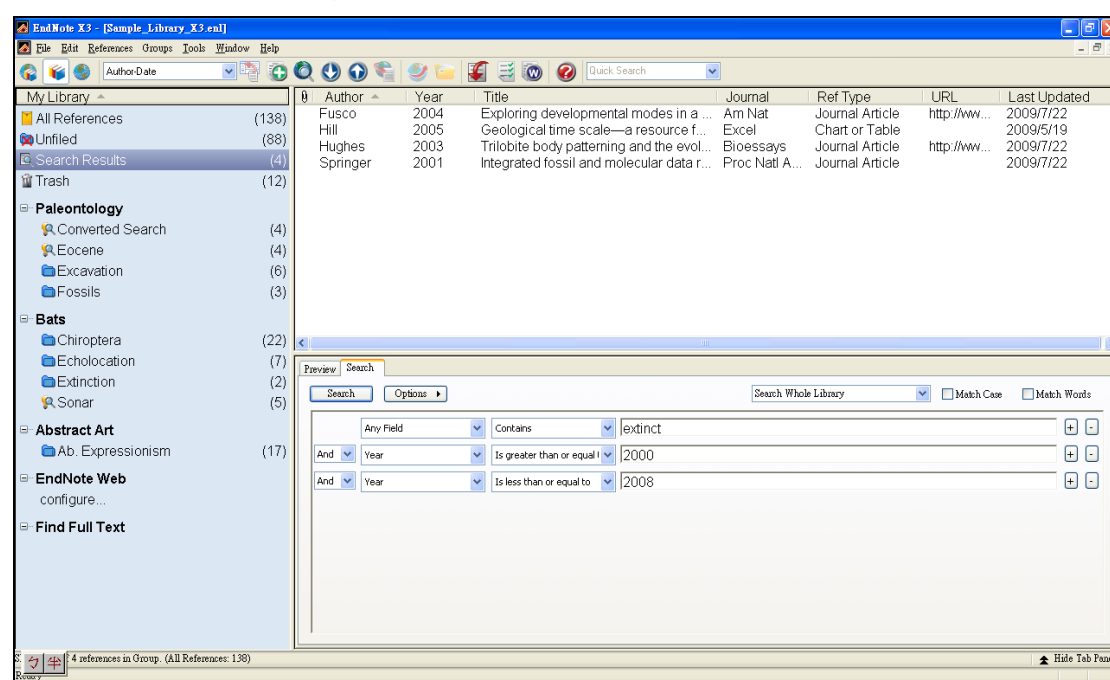 EndNote X3 - [Sample_Library_X3.enl]
File Edit References Groups Tools Window Help
Author-Date Quick Search
My Library
All References (138)
Unfiled (88)
Search Results (4)
Trash (12)
Paleontology
Converted Search (4)
Eocene (4)
Excavation (6)
Fossils (3)
Bats
Chiroptera (22)
Echolocation (7)
Extinction (2)
Sonar (5)
Abstract Art
Ab. Expressionism (17)
EndNote Web
configure...
Find Full Text
Author Year Title Journal Ref Type URL Last Updated
Fusco 2004 Exploring developmental modes in a ... Am Nat Journal Article http://ww... 2009/7/22
Hill 2005 Geological time scale—a resource f... Excel Chart or Table 2009/5/19
Hughes 2003 Trilobite body patterning and the evol... Bioessays Journal Article http://ww... 2009/7/22
Springer 2001 Integrated fossil and molecular data r... Proc Natl A... Journal Article 2009/7/22
Preview Search
Search Options Search Whole Library Match Case Match Words
Any Field Contains extinct + -
And Year Is greater than or equal 2000 + -
And Year Is less than or equal to 2008 + -
4 references in Group. (All References: 138) Hide Tab Pan
ㄅ 半